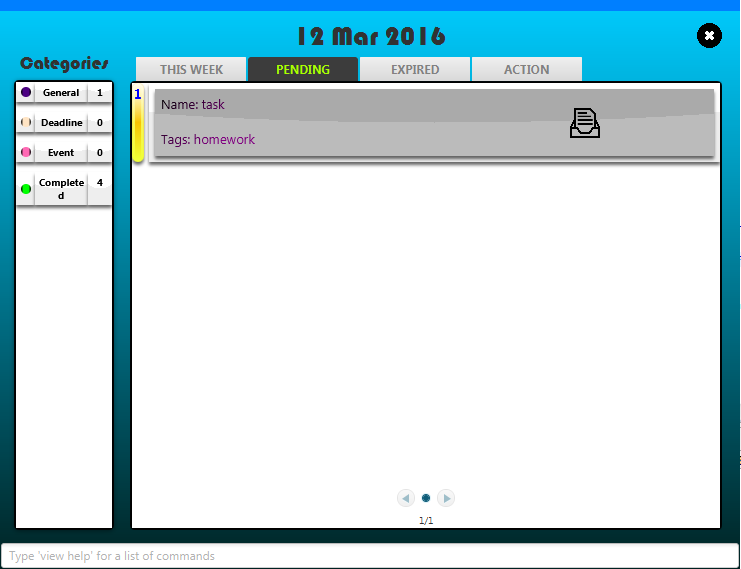 12 Mar 2016
Categories
THIS WEEK
PENDING
EXPIRED
ACTION
General 1
Deadline 0
Event 0
Complete 4
d
1
Name: task
Tags: homework
1/1
Type 'view help' for a list of commands